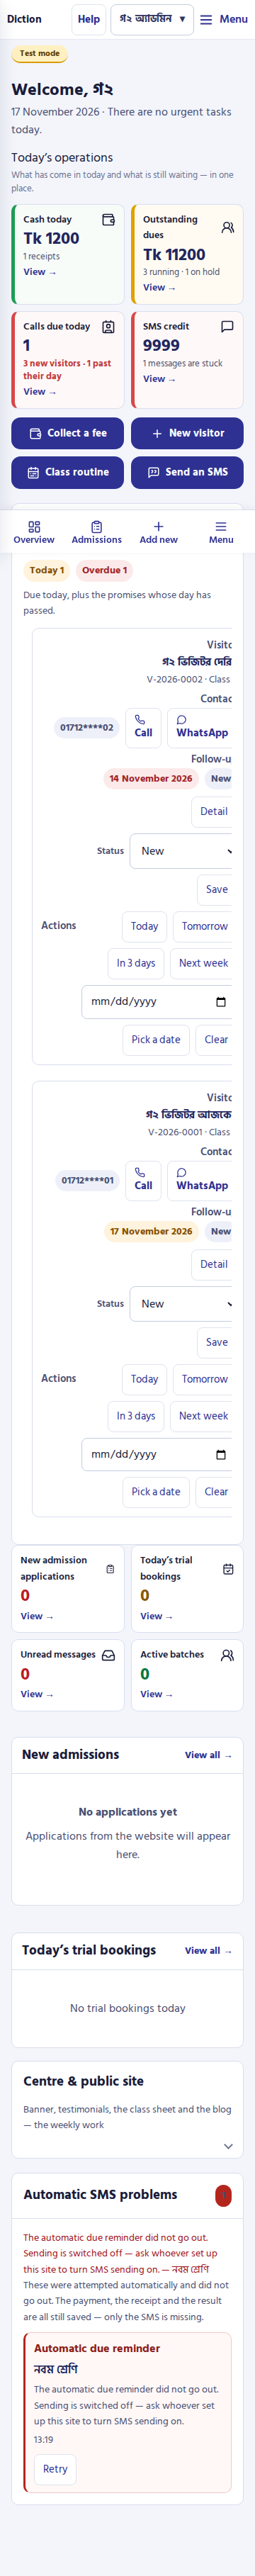 Diction
Help
গ২ অ্যাডমিন ▾
Menu
Test mode
Welcome, গ২
17 November 2026 · There are no urgent tasks
today.
Today's operations
What has come in today and what is still waiting — in one
place.
Cash today
Tk 1200
1 receipts
View →
Outstanding
dues
Tk 11200
3 running · 1 on hold
View →
Calls due today
1
3 new visitors · 1 past
their day
View →
SMS credit
9999
1 messages are stuck
View →
Collect a fee
New visitor
Class routine
Send an SMS
Overview
Admissions
Add new
Menu
Today 1
Overdue 1
Due today, plus the promises whose day has
passed.
গ২ ভিজিটর দেরি
V-2026-0002 · Class
01712****02
Call
WhatsApp
14 November 2026
New
Detail
Status
New
Save
Actions
Today
Tomorrow
In 3 days
Next week
mm/dd/yyyy
Pick a date
Clear
গ২ ভিজিটর আজকে
V-2026-0001 · Class
01712****01
Call
WhatsApp
17 November 2026
New
Detail
Status
New
Save
Actions
Today
Tomorrow
In 3 days
Next week
mm/dd/yyyy
Pick a date
Clear
New admission
applications
0
View →
Today's trial
bookings
0
View →
Unread messages
0
View →
Active batches
0
View →
New admissions
View all →
No applications yet
Applications from the website will appear
here.
Today's trial bookings
View all →
No trial bookings today
Centre & public site
Banner, testimonials, the class sheet and the blog
— the weekly work
Automatic SMS problems
The automatic due reminder did not go out.
Sending is switched off — ask whoever set up
this site to turn SMS sending on. — নবম শ্রেণি
These were attempted automatically and did not
go out. The payment, the receipt and the result
are all still saved — only the SMS is missing.
Automatic due reminder
নবম শ্রেণি
The automatic due reminder did not go out.
Sending is switched off — ask whoever set up
this site to turn SMS sending on.
13:19
Retry